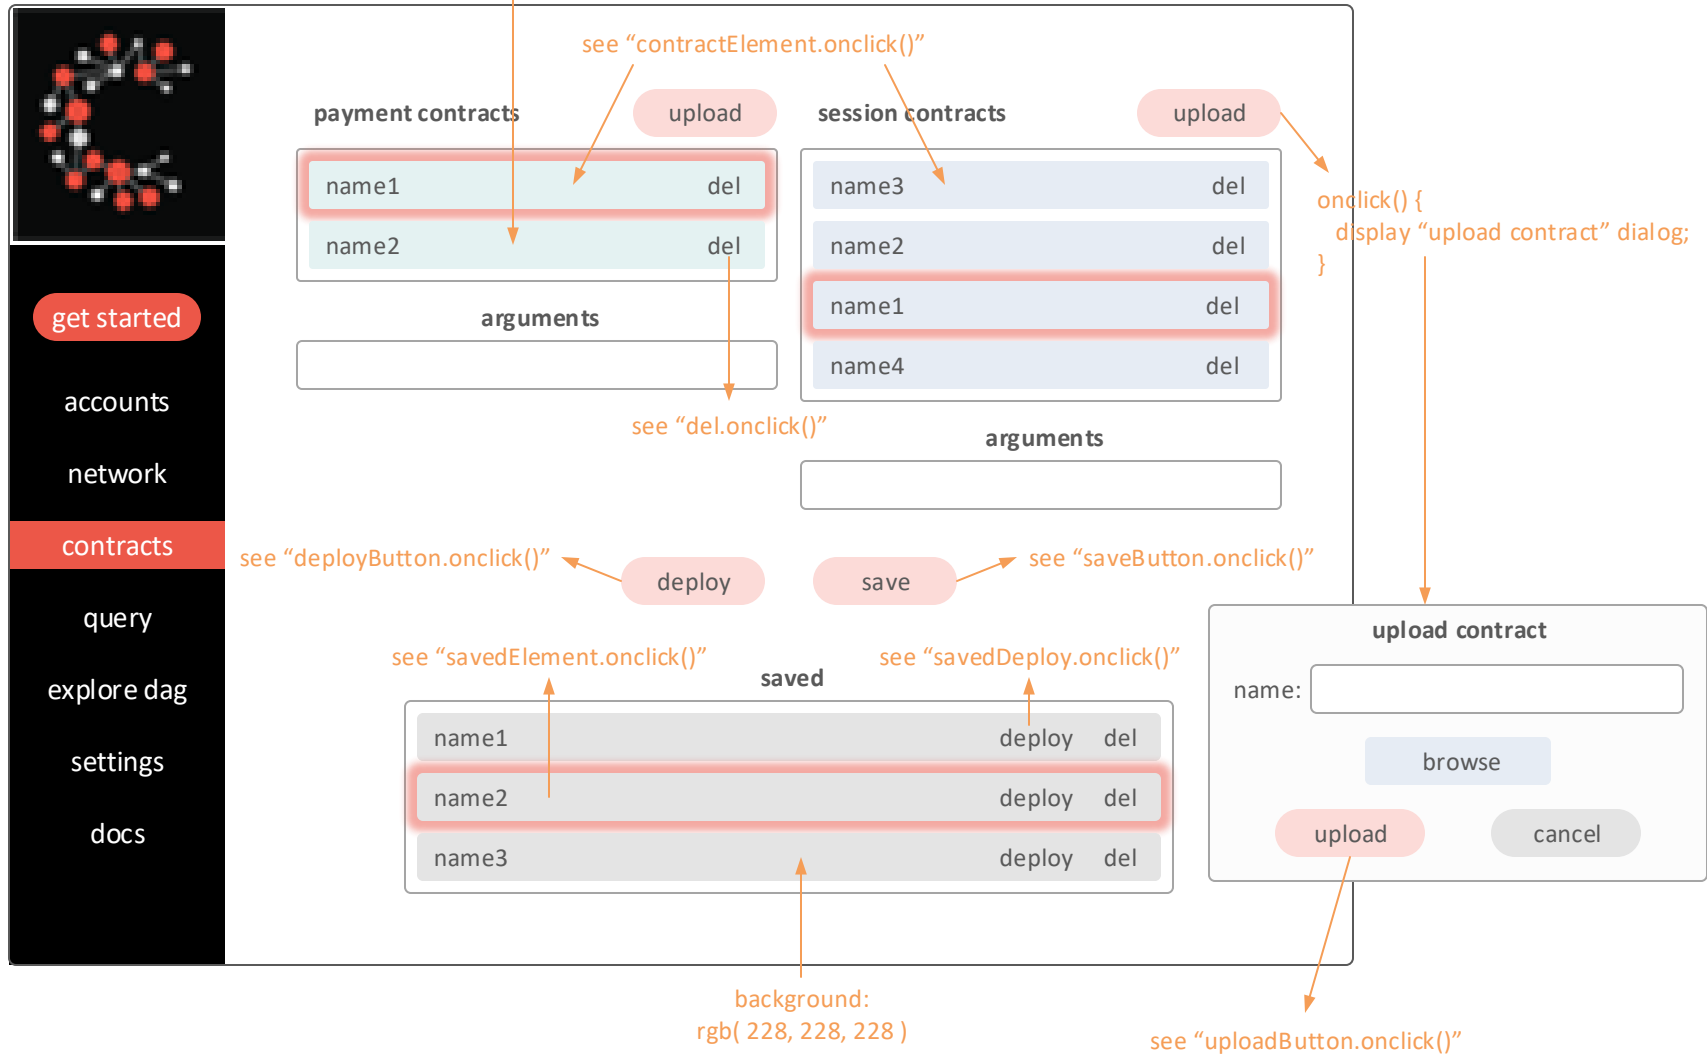 see “contractElement.onclick()”
payment contracts
upload
name1 del
name2 del
arguments
see “del.onclick()”
session contracts
upload
name3 del
name2 del
name1 del
name4 del
arguments
onclick() {
display “upload contract” dialog;
}
get started
accounts
network
contracts
query
explore dag
settings
docs
see “deployButton.onclick()”
deploy
save
see “saveButton.onclick()”
see “savedElement.onclick()”
see “savedDeploy.onclick()”
saved
name1 deploy del
name2 deploy del
name3 deploy del
background:
rgb( 228, 228, 228 )
upload contract
name:
browse
upload
cancel
see “uploadButton.onclick()”